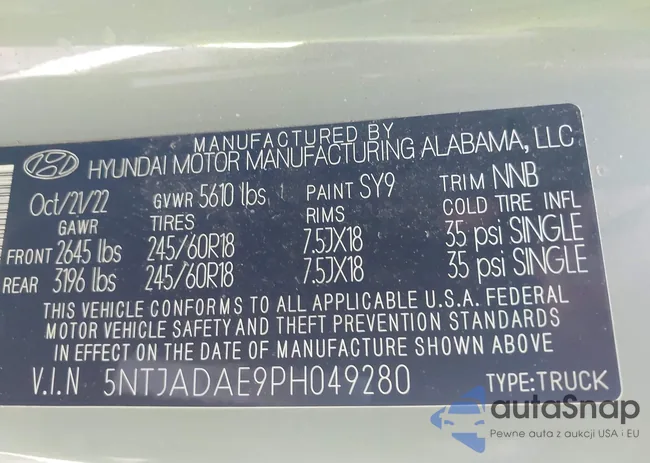 MANUFACTURED BY
HYUNDAI MOTOR MANUFACTURING ALABAMA, LLC
Oct/21/22 GVWR 5610 lbs PAINT SY9 TRIM NNB
GAWR TIRES RIMS COLD TIRE INFL
FRONT 2645 lbs 245/60R18 7.5JX18 35 psi SINGLE
REAR 3196 lbs 245/60R18 7.5JX18 35 psi SINGLE
THIS VEHICLE CONFORMS TO ALL APPLICABLE U.S.A. FEDERAL
MOTOR VEHICLE SAFETY AND THEFT PREVENTION STANDARDS
IN EFFECT ON THE DATE OF MANUFACTURE SHOWN ABOVE
V.I.N 5NTJADAE9PH049280 TYPE:TRUCK
autaSnap
Pewne auta z aukcji USA i EU